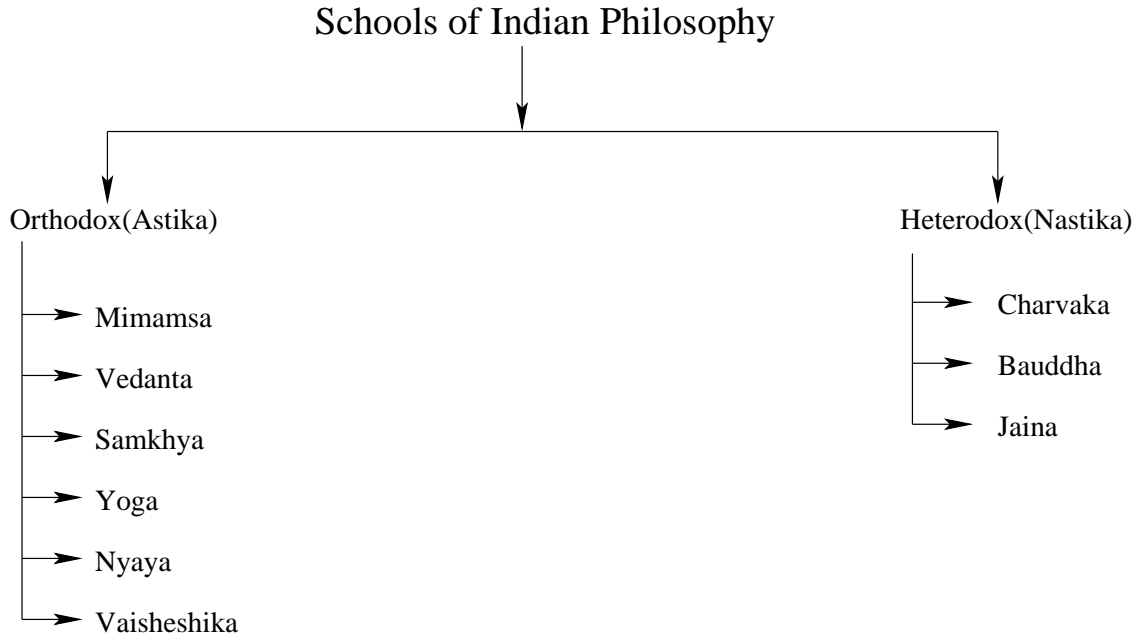 Schools of Indian Philosophy
Orthodox(Astika)
Mimamsa
Vedanta
Samkhya
Yoga
Nyaya
Vaisheshika
Heterodox(Nastika)
Charvaka
Bauddha
Jaina